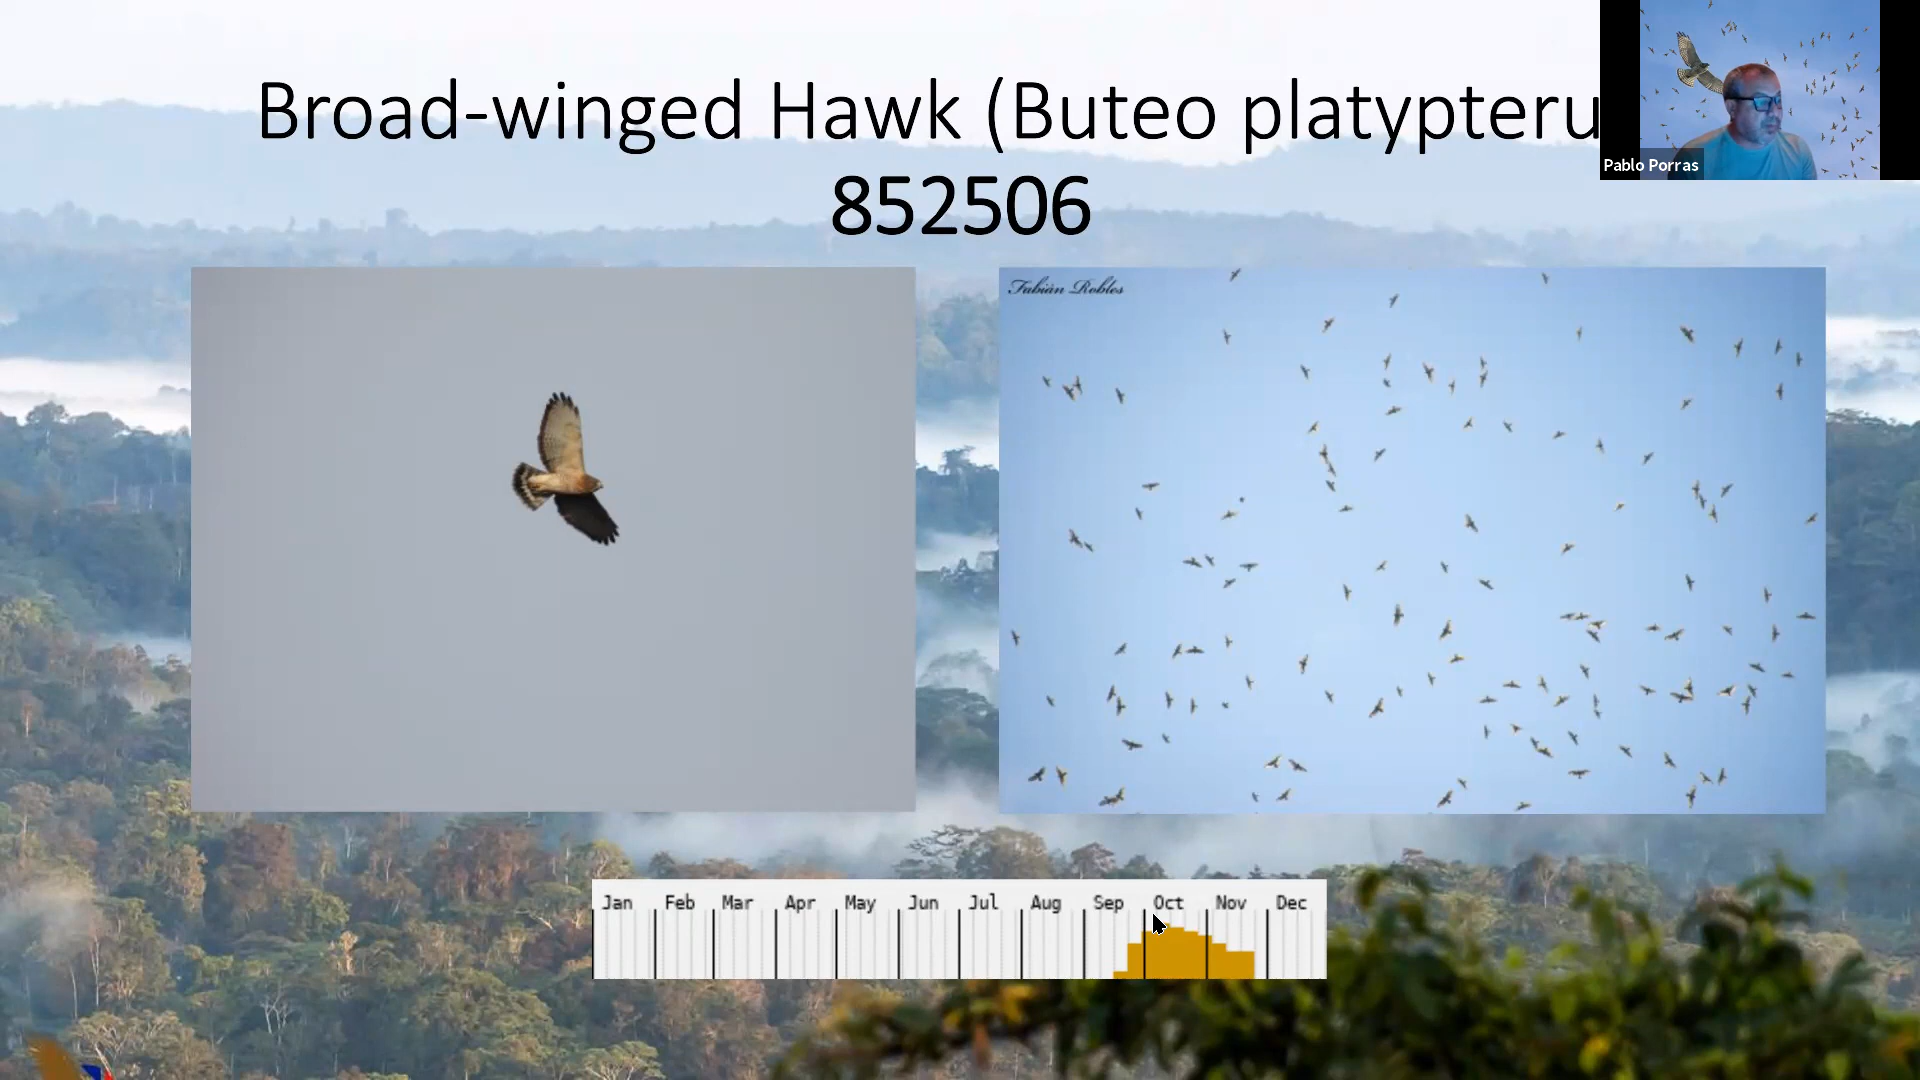 Broad-winged Hawk (Buteo platypteru
852506
Pablo Porras
Fabián Robles
Jan Feb Mar Apr May Jun Jul Aug Sep Oct Nov Dec